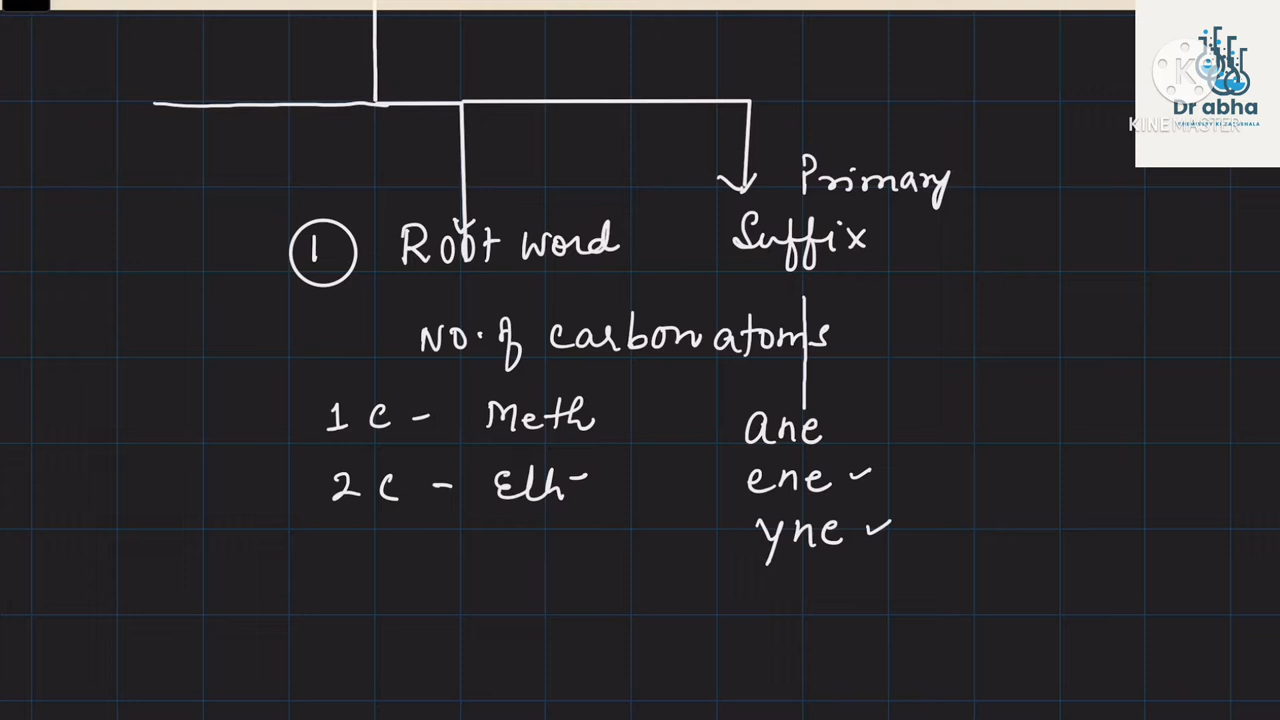 Dr abha
KINEMASTER
Primary
1 Root word
Suffix
No. of carbon atoms
1 C - Meth
ane
2 C - Eth-
ene ✓
yne ✓